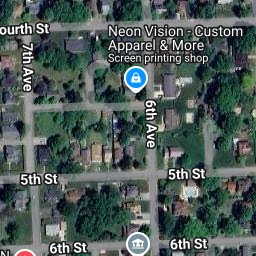 ourth St
Neon Vision - Custom
Apparel & More
Screen printing shop
7th Ave
6th Ave
5th St
5th St
N
6th St
6th St